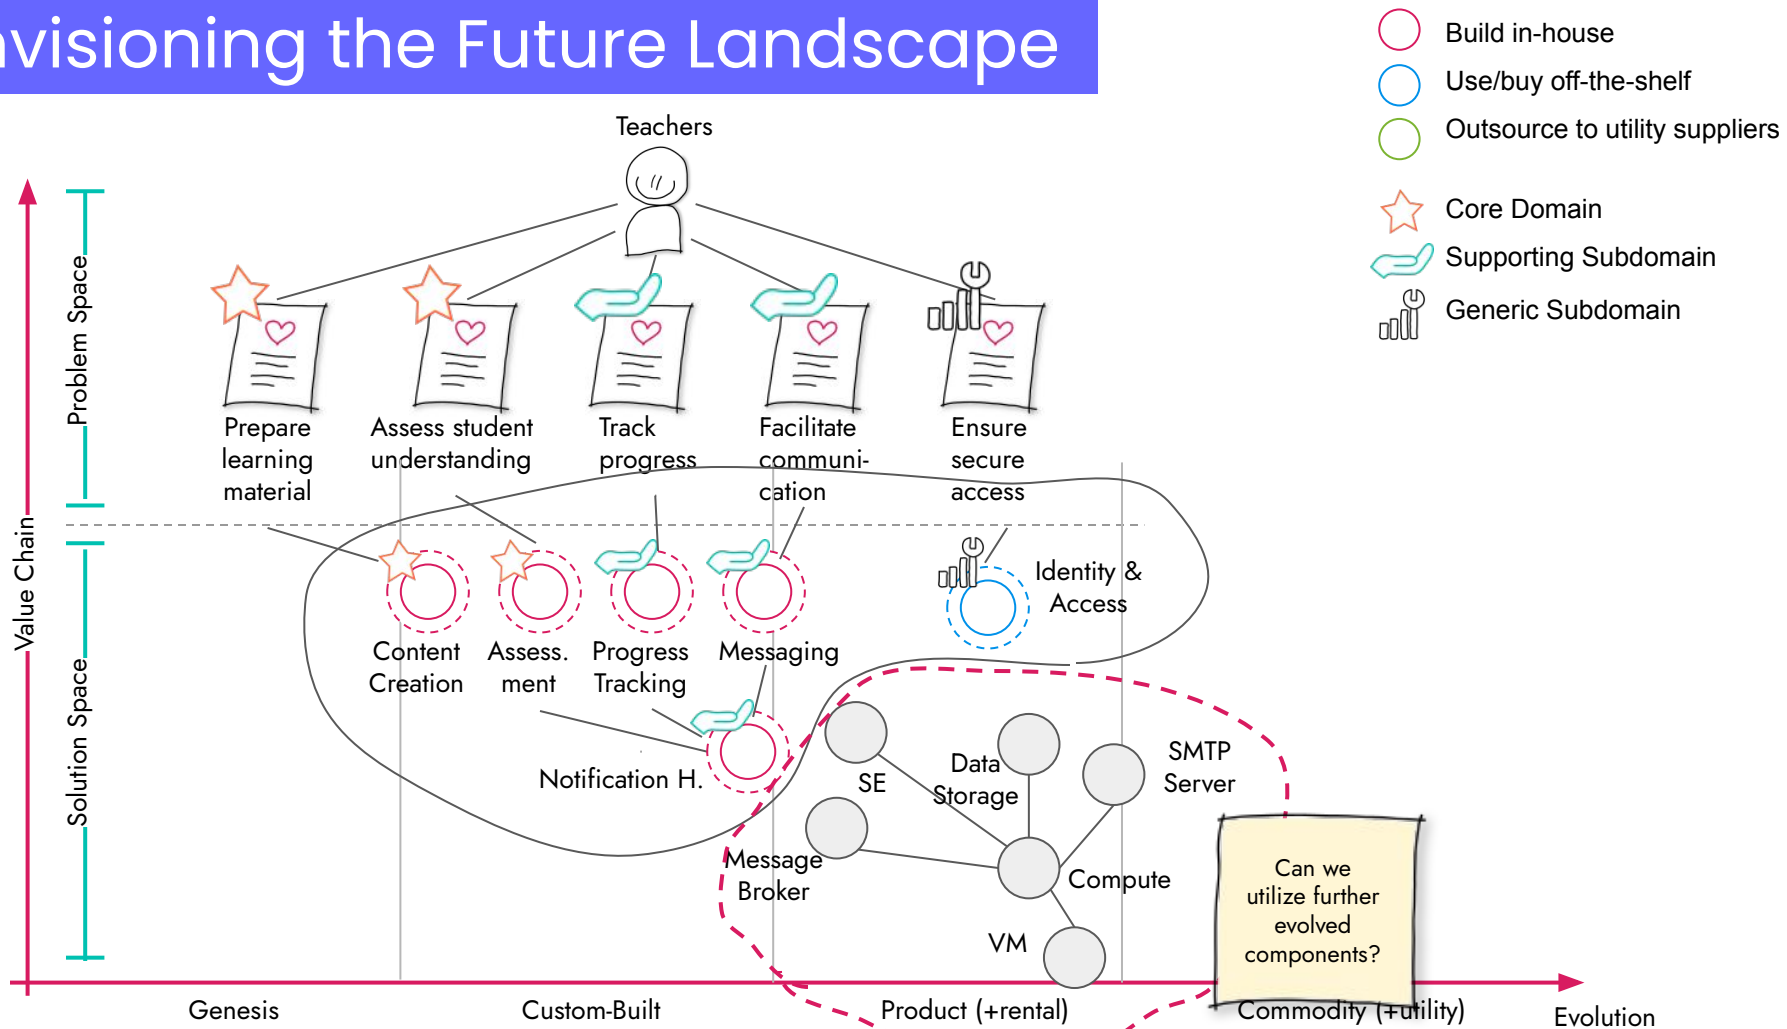 nvisioning the Future Landscape
Build in-house
Use/buy off-the-shelf
Outsource to utility suppliers
Core Domain
Supporting Subdomain
Generic Subdomain
Teachers
Value Chain
Problem Space
Solution Space
Prepare
learning
material
Assess student
understanding
Track
progress
Facilitate
communi-
cation
Ensure
secure
access
Content
Creation
Assess.
ment
Progress
Tracking
Messaging
Identity &
Access
Notification H.
SE
Data
Storage
SMTP
Server
Message
Broker
Compute
VM
Can we
utilize further
evolved
components?
Genesis
Custom-Built
Product (+rental)
Commodity (+utility)
Evolution